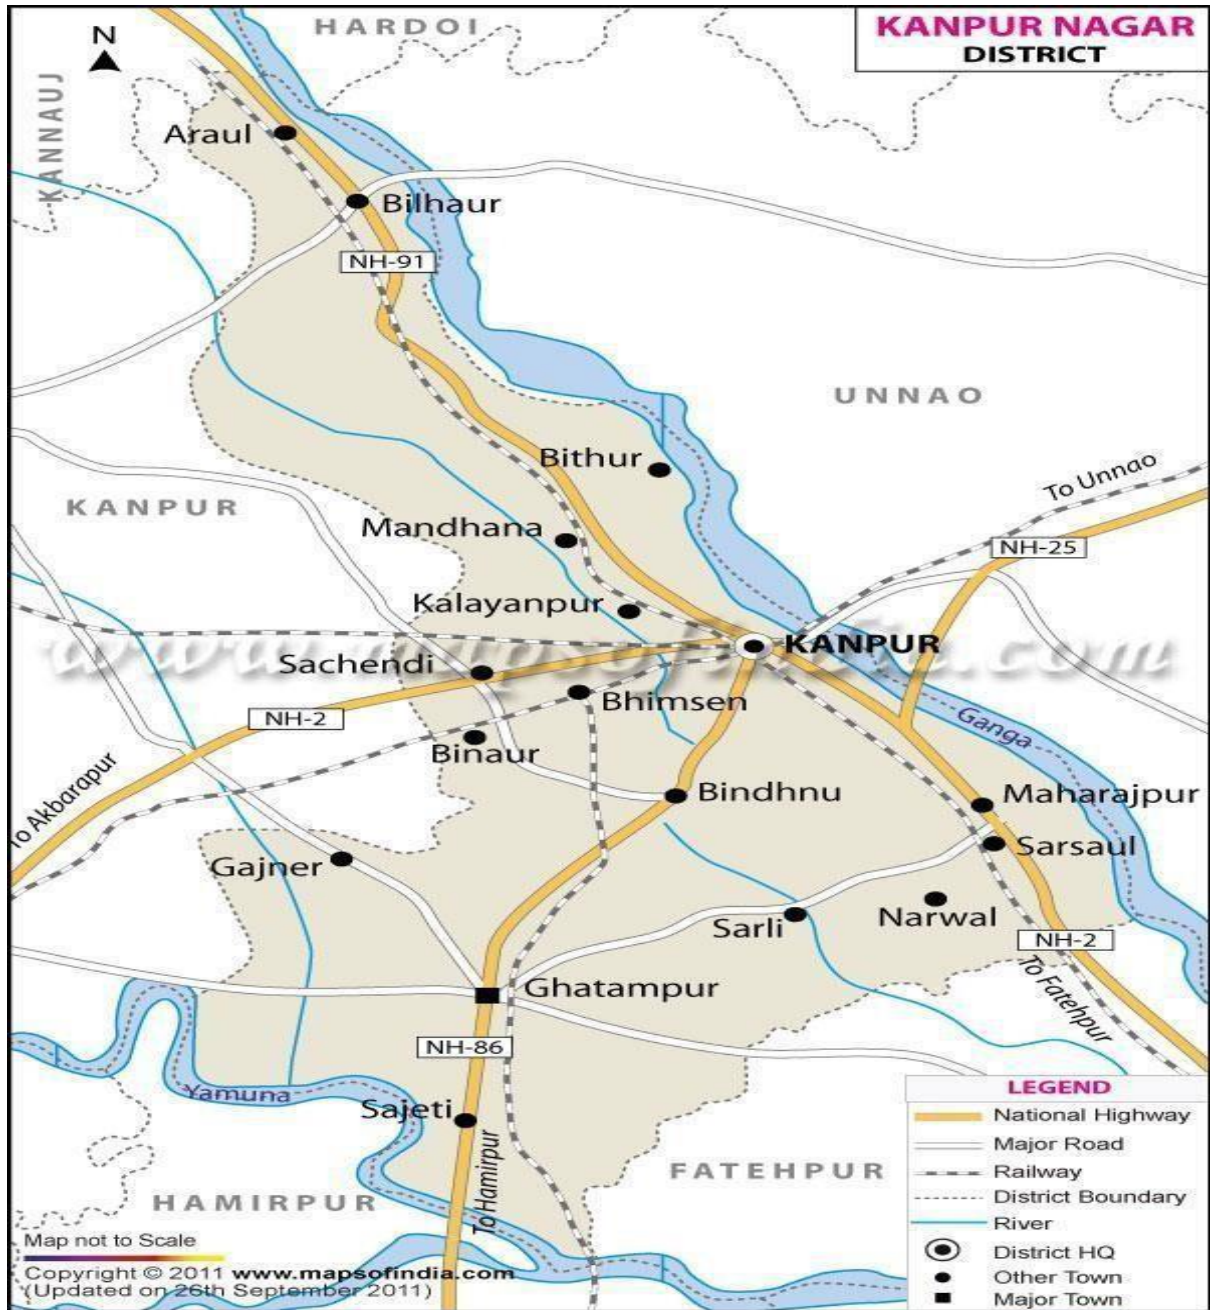 HARDOI
KANPUR NAGAR
DISTRICT
N
KANNAUJ
Araul
Bilhaur
NH-91
UNNAO
Bithur
To Unnao
KANPUR
Mandhana
NH-25
Kalayanpur
KANPUR
www.mapsofindia.com
Sachendi
Bhimsen
NH-2
Ganga
Binaur
To Akbarapur
Bindhnu
Maharajpur
Sarsaul
Gajner
Narwal
Sarli
NH-2
To Fatehpur
Ghatampur
NH-86
Yamuna
Sajeti
To Hamirpur
FATEHPUR
HAMIRPUR
LEGEND
National Highway
Major Road
Railway
District Boundary
River
District HQ
Other Town
Major Town
Map not to Scale
Copyright © 2011 www.mapsofindia.com
(Updated on 26th September 2011)